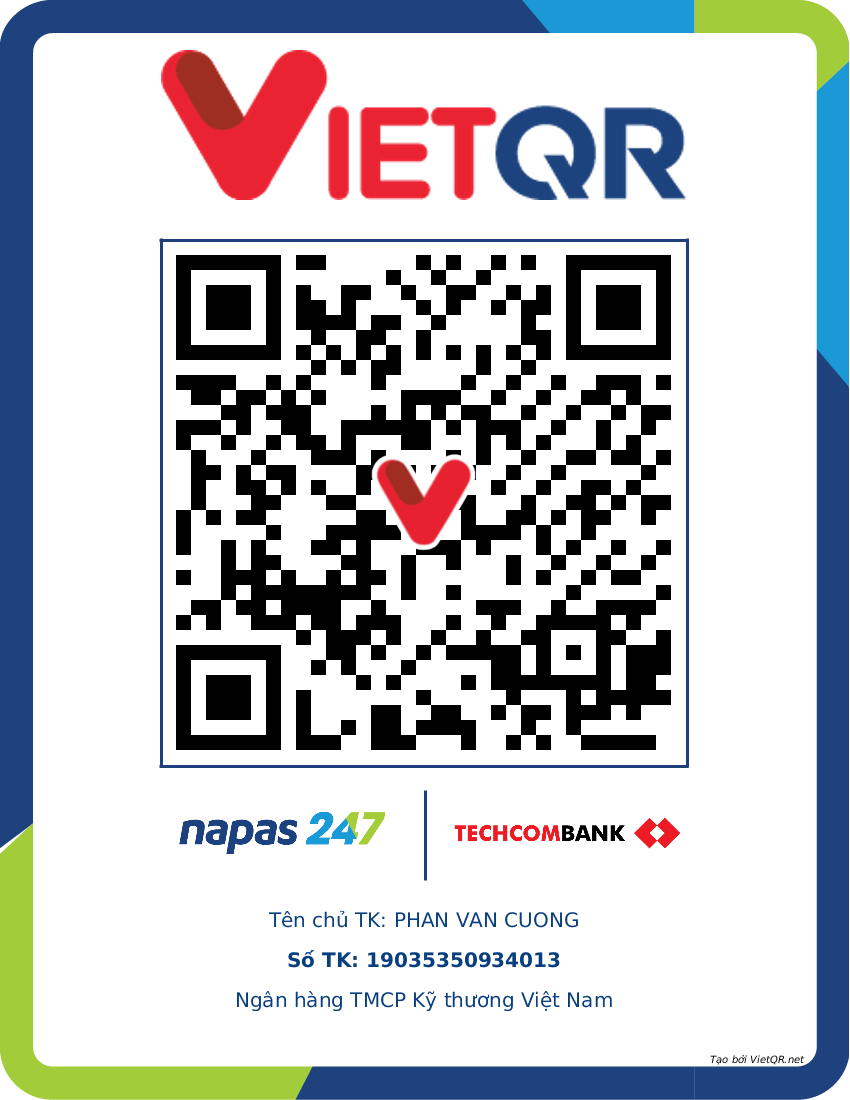 VIETQR
napas 247
TECHCOMBANK
Tên chủ TK: PHAN VAN CUONG
Số TK: 19035350934013
Ngân hàng TMCP Kỹ thương Việt Nam
Tạo bởi VietQR.net